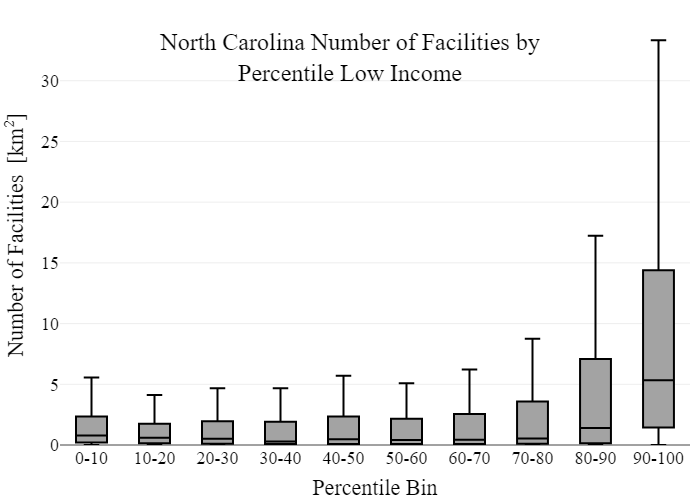 North Carolina Number of Facilities by
Percentile Low Income
Number of Facilities [km²]
30
25
20
15
10
5
0
0-10 10-20 20-30 30-40 40-50 50-60 60-70 70-80 80-90 90-100
Percentile Bin